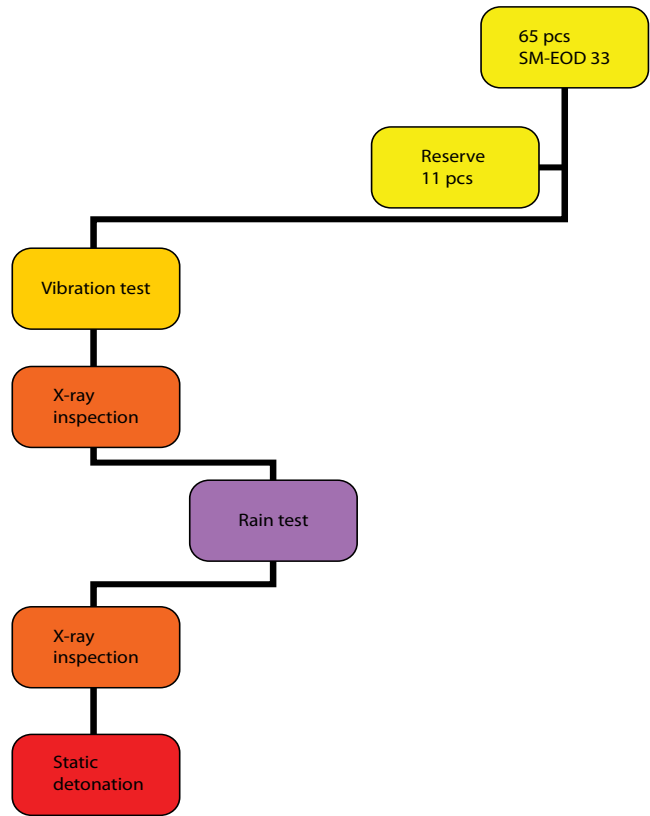 65 pcs
SM-EOD 33
Reserve
11 pcs
Vibration test
X-ray
inspection
Rain test
X-ray
inspection
Static
detonation